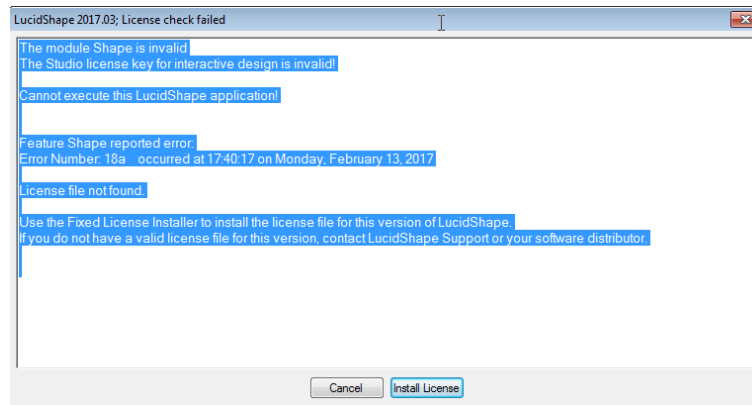 LucidShape 2017.03; License check failed
The module Shape is invalid
The Studio license key for interactive design is invalid!
Cannot execute this LucidShape application!
Feature Shape reported error:
Error Number: 18a occurred at 17:40:17 on Monday, February 13, 2017
License file not found.
Use the Fixed License Installer to install the license file for this version of LucidShape.
If you do not have a valid license file for this version, contact LucidShape Support or your software distributor.
Cancel
Install License